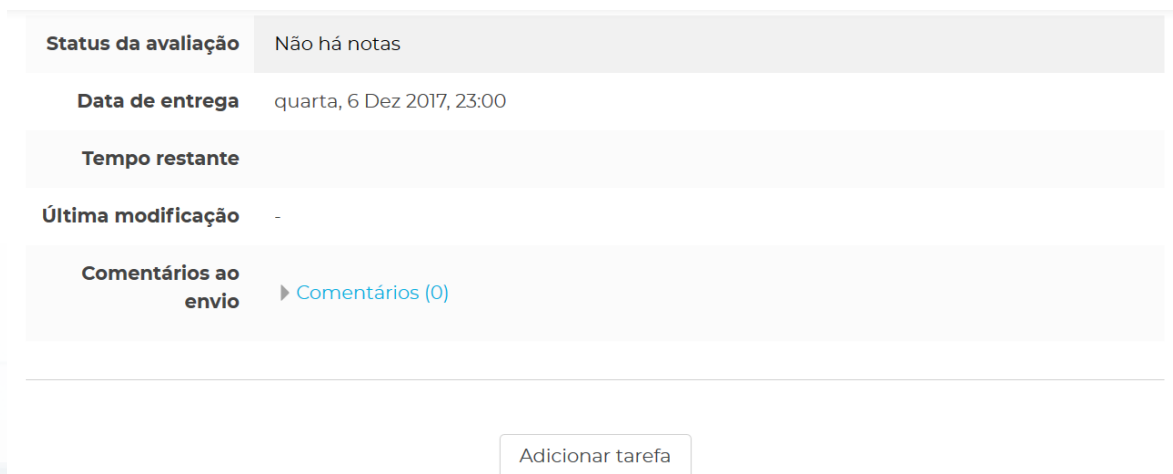 Status da avaliação Não há notas
Data de entrega quarta, 6 Dez 2017, 23:00
Tempo restante
Última modificação -
Comentários ao
envio
Comentários (0)
Adicionar tarefa